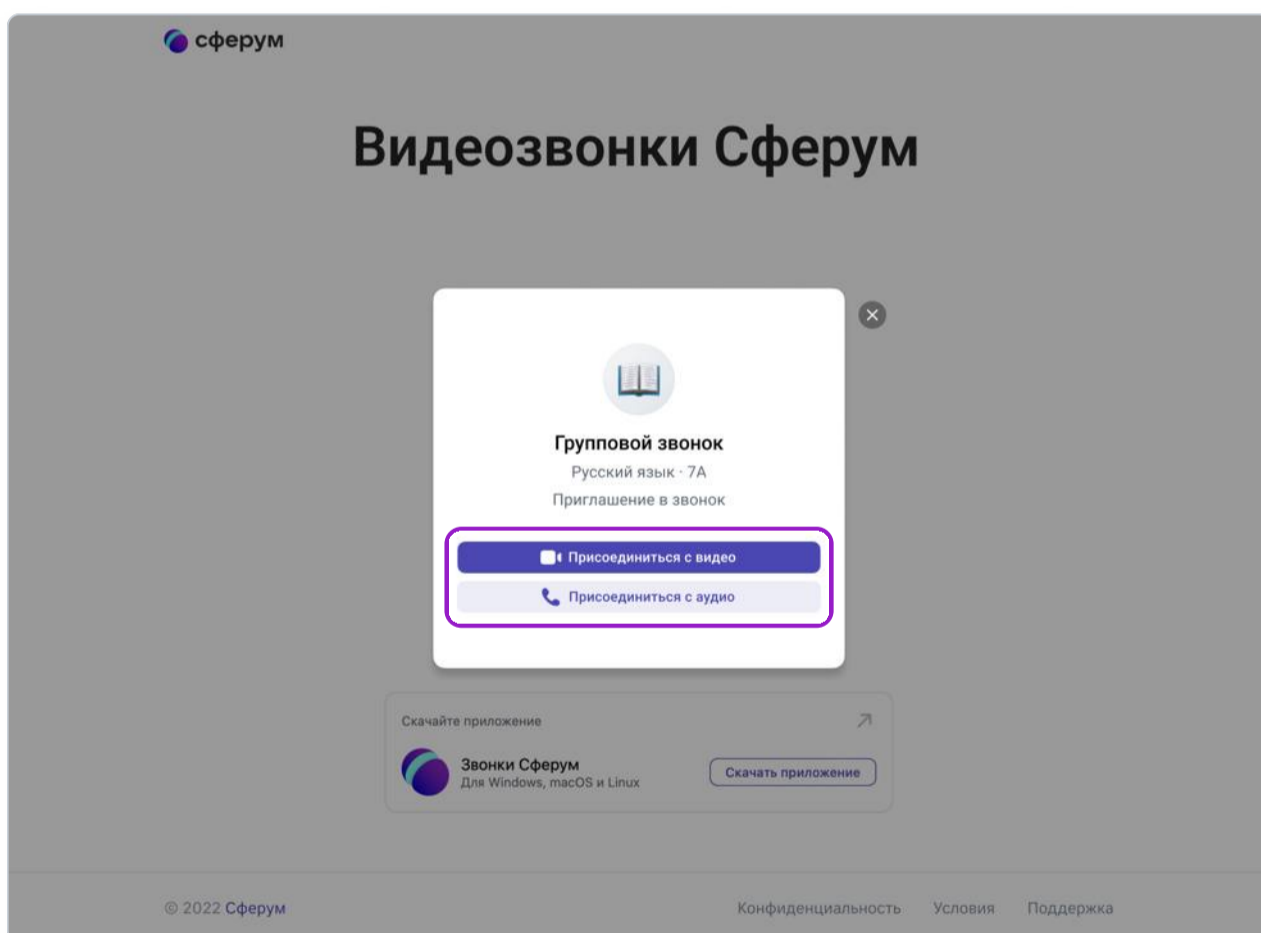 сферум
Видеозвонки Сферум
Групповой звонок
Русский язык · 7А
Приглашение в звонок
Присоединиться с видео
Присоединиться с аудио
Скачайте приложение
Звонки Сферум
Для Windows, macOS и Linux
Скачать приложение
© 2022 Сферум
Конфиденциальность Условия Поддержка